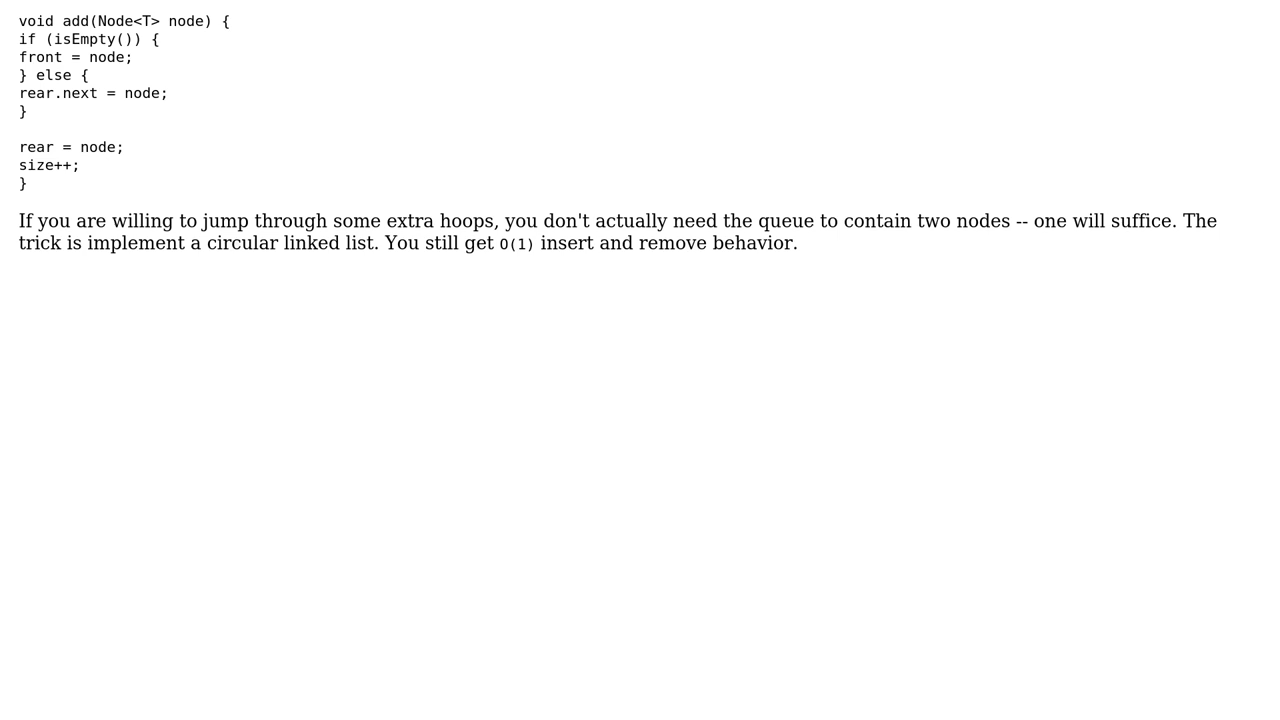 void add(Node<T> node) {
if (isEmpty()) {
front = node;
} else {
rear.next = node;
}

rear = node;
size++;
}

If you are willing to jump through some extra hoops, you don't actually need the queue to contain two nodes -- one will suffice. The
trick is implement a circular linked list. You still get O(1) insert and remove behavior.